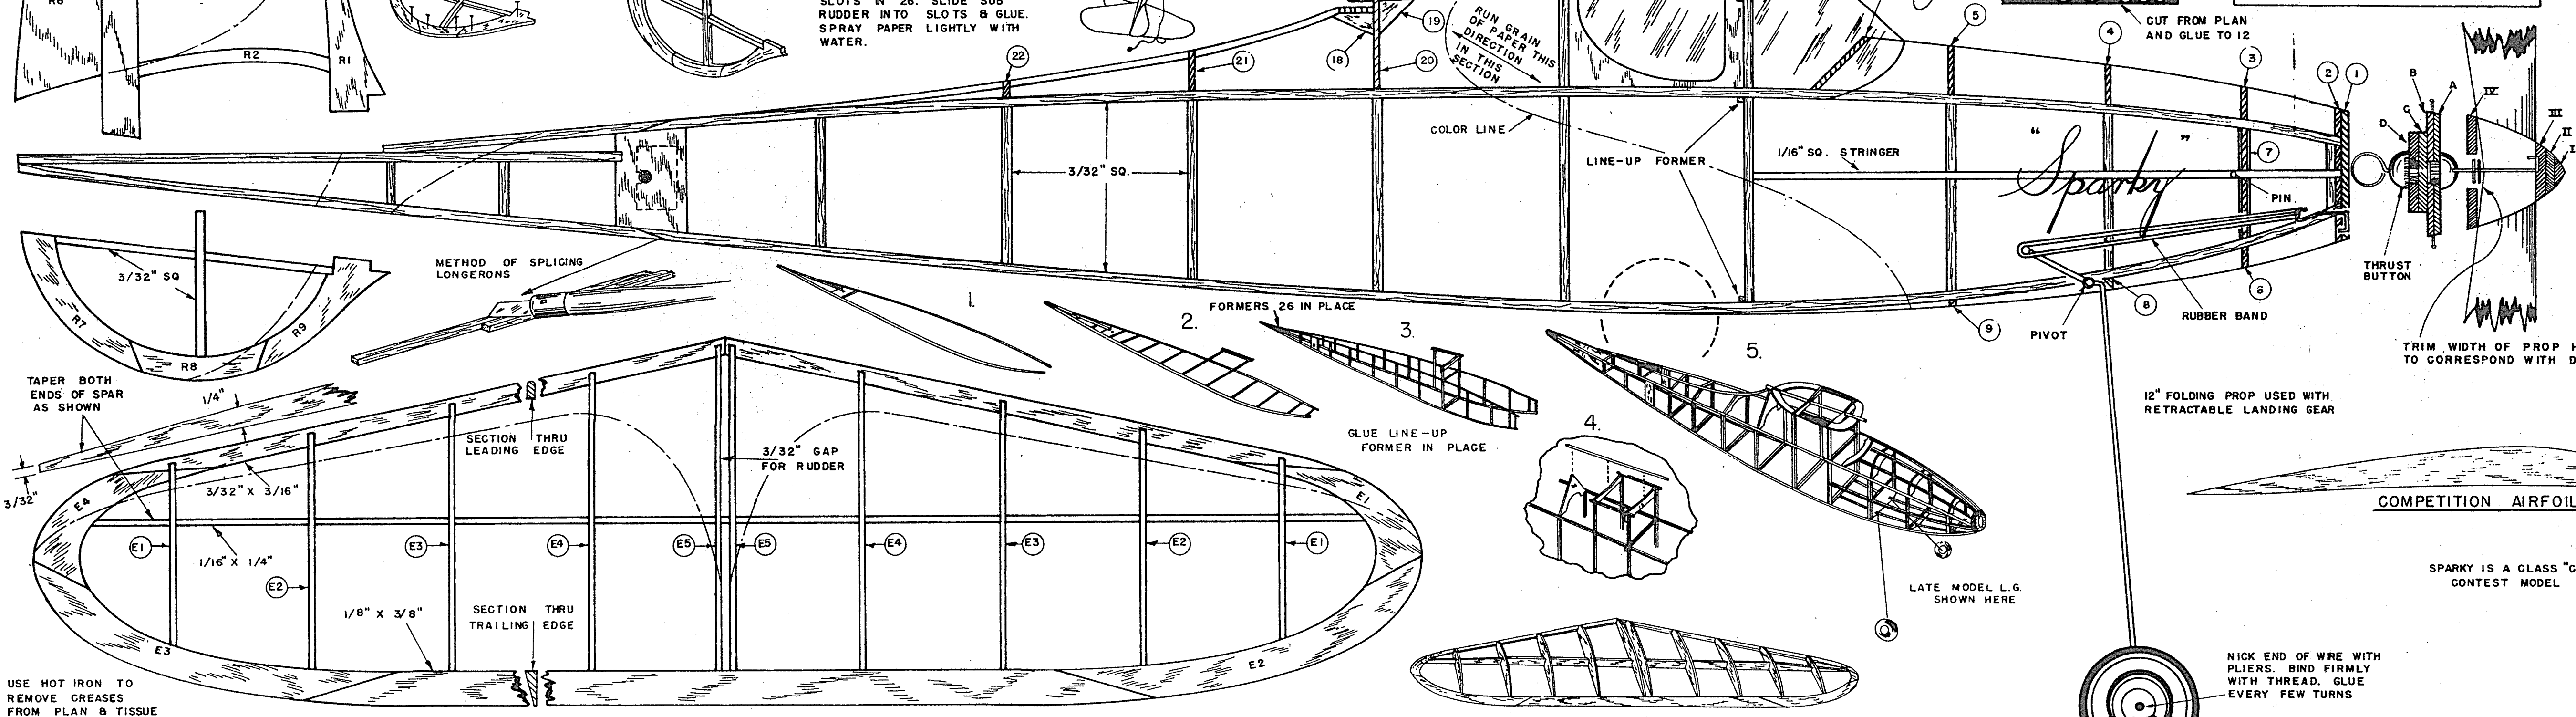 R6
R2
R1
SLOTS IN 26. SLIDE SUB
RUDDER INTO SLOTS & GLUE.
SPRAY PAPER LIGHTLY WITH
WATER.
22
21
18
19
20
RUN GRAIN
OF PAPER THIS
DIRECTION
IN THIS
SECTION
5
4
3
2
1
CUT FROM PLAN
AND GLUE TO 12
B
A
C
D
IV
III
II
I
COLOR LINE
LINE-UP FORMER
3/32" SQ.
1/16" SQ. STRINGER
"Sparky"
7
PIN
THRUST
BUTTON
6
8
9
RUBBER BAND
PIVOT
TRIM WIDTH OF PROP
TO CORRESPOND WITH
3/32" SQ
R7
R8
R9
METHOD OF SPLICING
LONGERONS
1.
2.
FORMERS 26 IN PLACE
3.
GLUE LINE-UP
FORMER IN PLACE
4.
5.
12" FOLDING PROP USED WITH
RETRACTABLE LANDING GEAR
COMPETITION AIRFOIL
SPARKY IS A CLASS "C
CONTEST MODEL
LATE MODEL L.G.
SHOWN HERE
TAPER BOTH
ENDS OF SPAR
AS SHOWN
1/4"
3/32"
SECTION THRU
LEADING EDGE
3/32" GAP
FOR RUDDER
3/32" X 3/16"
E4
E1
E1
E2
E3
E4
E5
E5
E4
E3
E2
E1
1/16" X 1/4"
1/8" X 3/8"
SECTION THRU
TRAILING EDGE
E3
E2
USE HOT IRON TO
REMOVE CREASES
FROM PLAN & TISSUE
NICK END OF WIRE WITH
PLIERS. BIND FIRMLY
WITH THREAD. GLUE
EVERY FEW TURNS